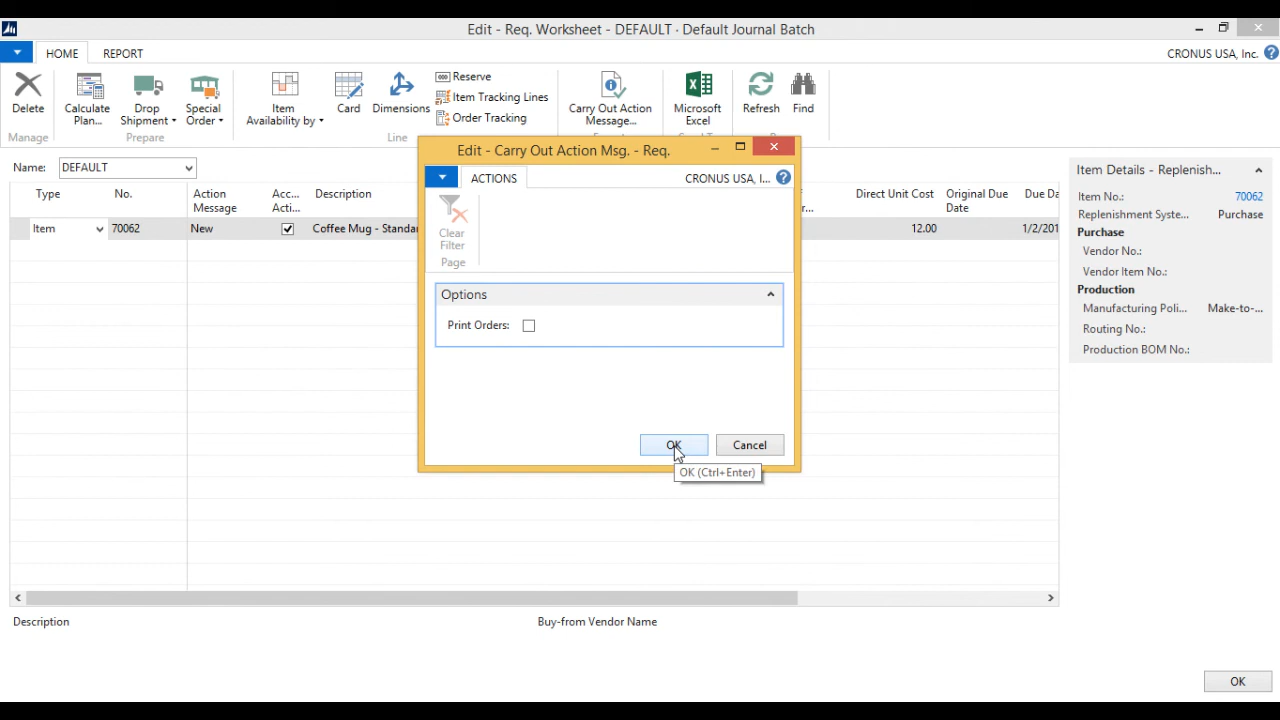 Edit - Req. Worksheet - DEFAULT · Default Journal Batch
HOME
REPORT
CRONUS USA, Inc.
Delete
Calculate Plan...
Drop Shipment
Special Order
Item Availability by
Card
Dimensions
Reserve
Item Tracking Lines
Order Tracking
Carry Out Action Message...
Microsoft Excel
Refresh
Find
Manage
Prepare
Line
Name:
DEFAULT
Type
No.
Action Message
Acc... Acti...
Description
Direct Unit Cost
Original Due Date
Item
70062
New
Coffee Mug - Standa
12.00
1/2/201
Edit - Carry Out Action Msg. - Req.
ACTIONS
CRONUS USA, I...
Clear Filter
Page
Options
Print Orders:
OK
Cancel
OK (Ctrl+Enter)
Item Details - Replenish...
Item No.: 70062
Replenishment Syste... Purchase
Purchase
Vendor No.:
Vendor Item No.:
Production
Manufacturing Poli... Make-to-...
Routing No.:
Production BOM No.:
Description
Buy-from Vendor Name
OK